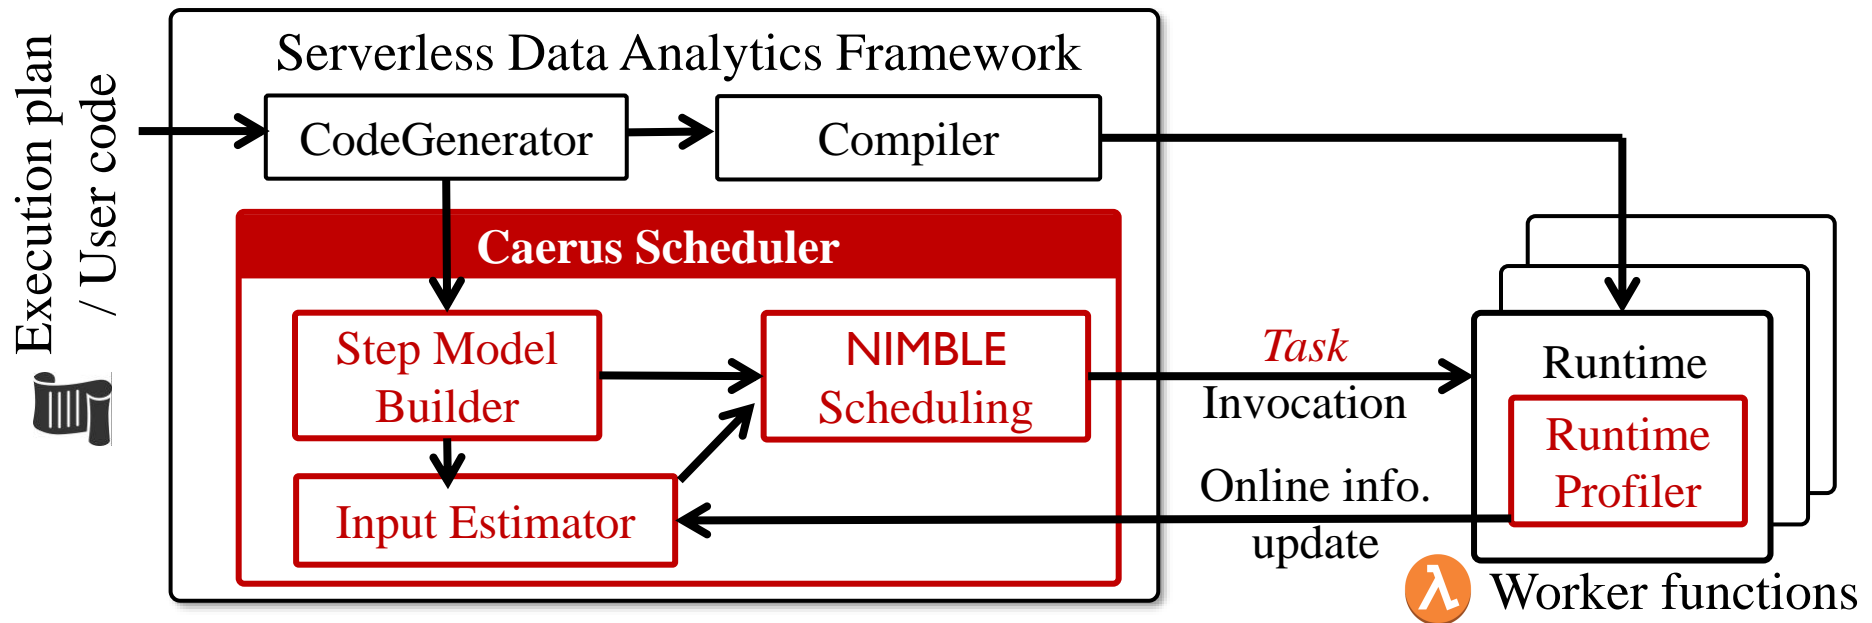 Execution plan
/ User code
Serverless Data Analytics Framework
CodeGenerator
Compiler
Caerus Scheduler
Step Model
Builder
NIMBLE
Scheduling
Input Estimator
Task
Invocation
Online info.
update
Runtime
Runtime
Profiler
λ Worker functions